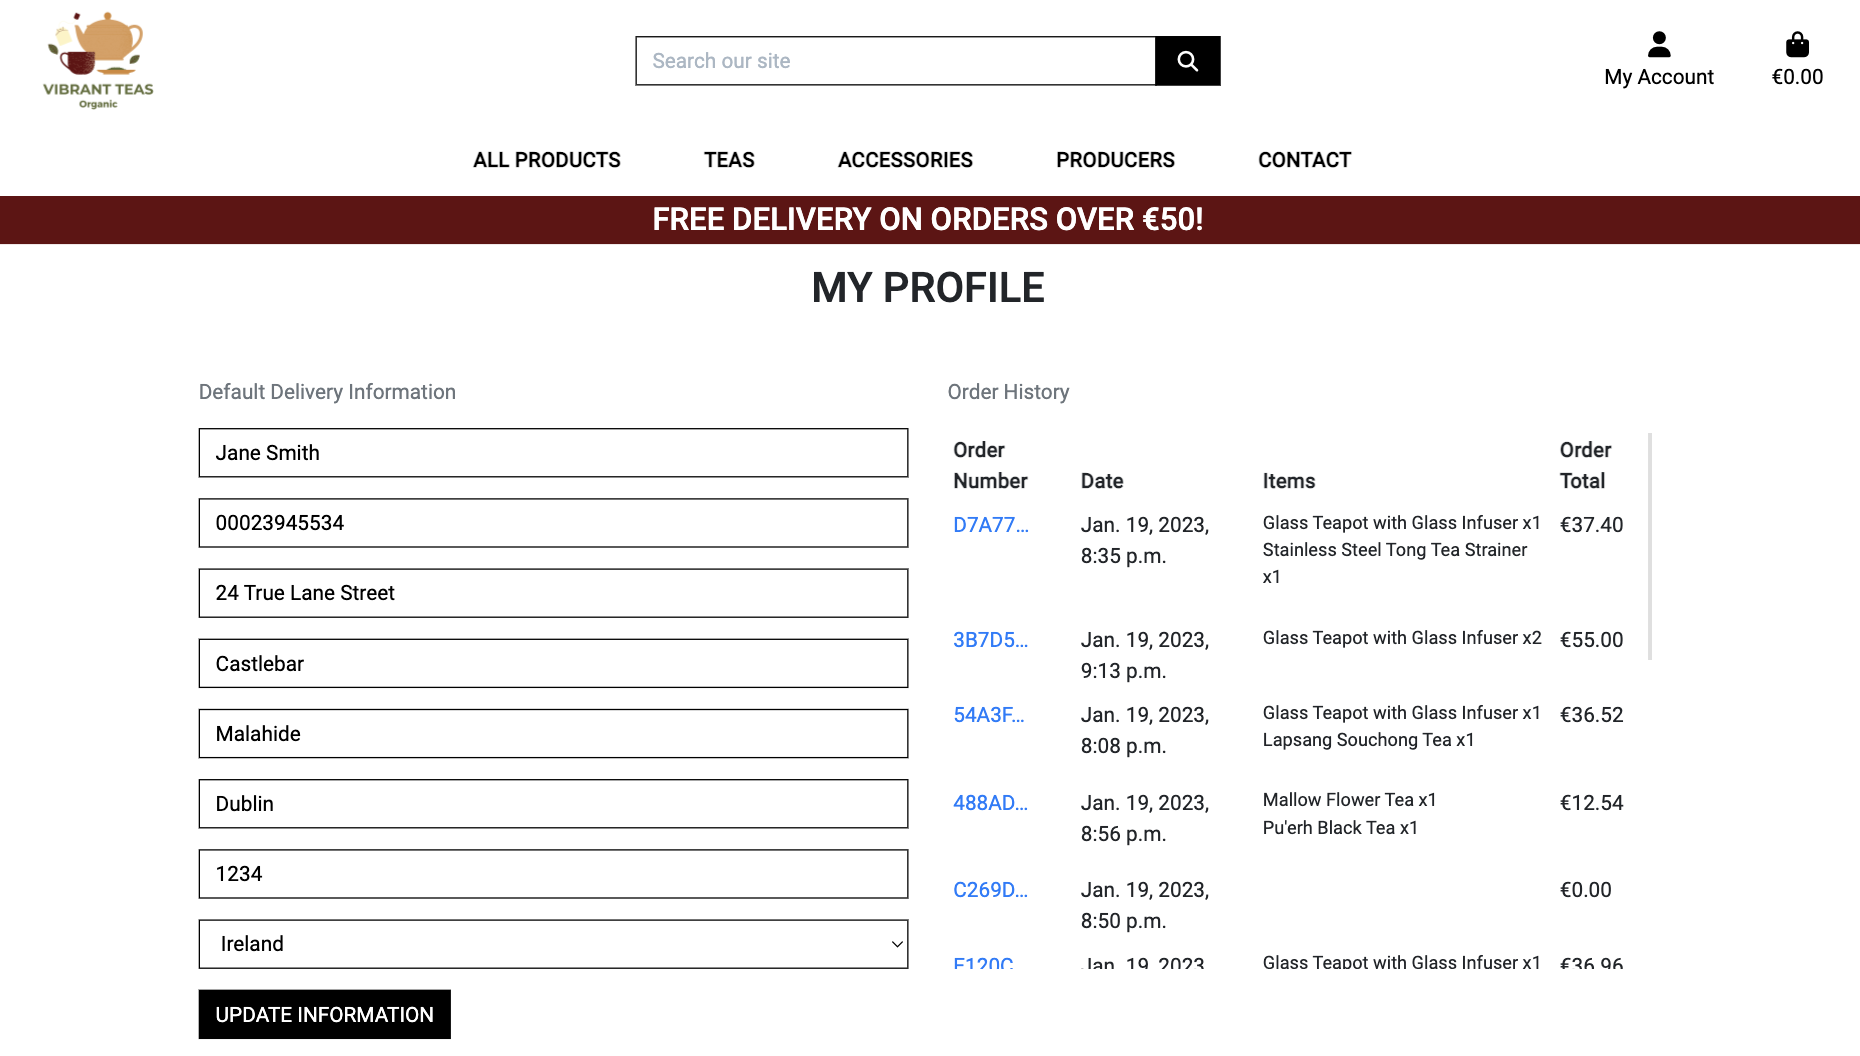 VIBRANT TEAS
Organic
Search our site
My Account
€0.00
ALL PRODUCTS
TEAS
ACCESSORIES
PRODUCERS
CONTACT
FREE DELIVERY ON ORDERS OVER €50!
MY PROFILE
Default Delivery Information
Jane Smith
00023945534
24 True Lane Street
Castlebar
Malahide
Dublin
1234
Ireland
UPDATE INFORMATION
Order History
Order Number
Date
Items
Order Total
D7A77...
Jan. 19, 2023,
8:35 p.m.
Glass Teapot with Glass Infuser x1
Stainless Steel Tong Tea Strainer
x1
€37.40
3B7D5...
Jan. 19, 2023,
9:13 p.m.
Glass Teapot with Glass Infuser x2
€55.00
54A3F...
Jan. 19, 2023,
8:08 p.m.
Glass Teapot with Glass Infuser x1
Lapsang Souchong Tea x1
€36.52
488AD...
Jan. 19, 2023,
8:56 p.m.
Mallow Flower Tea x1
Pu'erh Black Tea x1
€12.54
C269D...
Jan. 19, 2023,
8:50 p.m.
€0.00
Jan. 19, 2023
Glass Teapot with Glass Infuser x1
€36.96